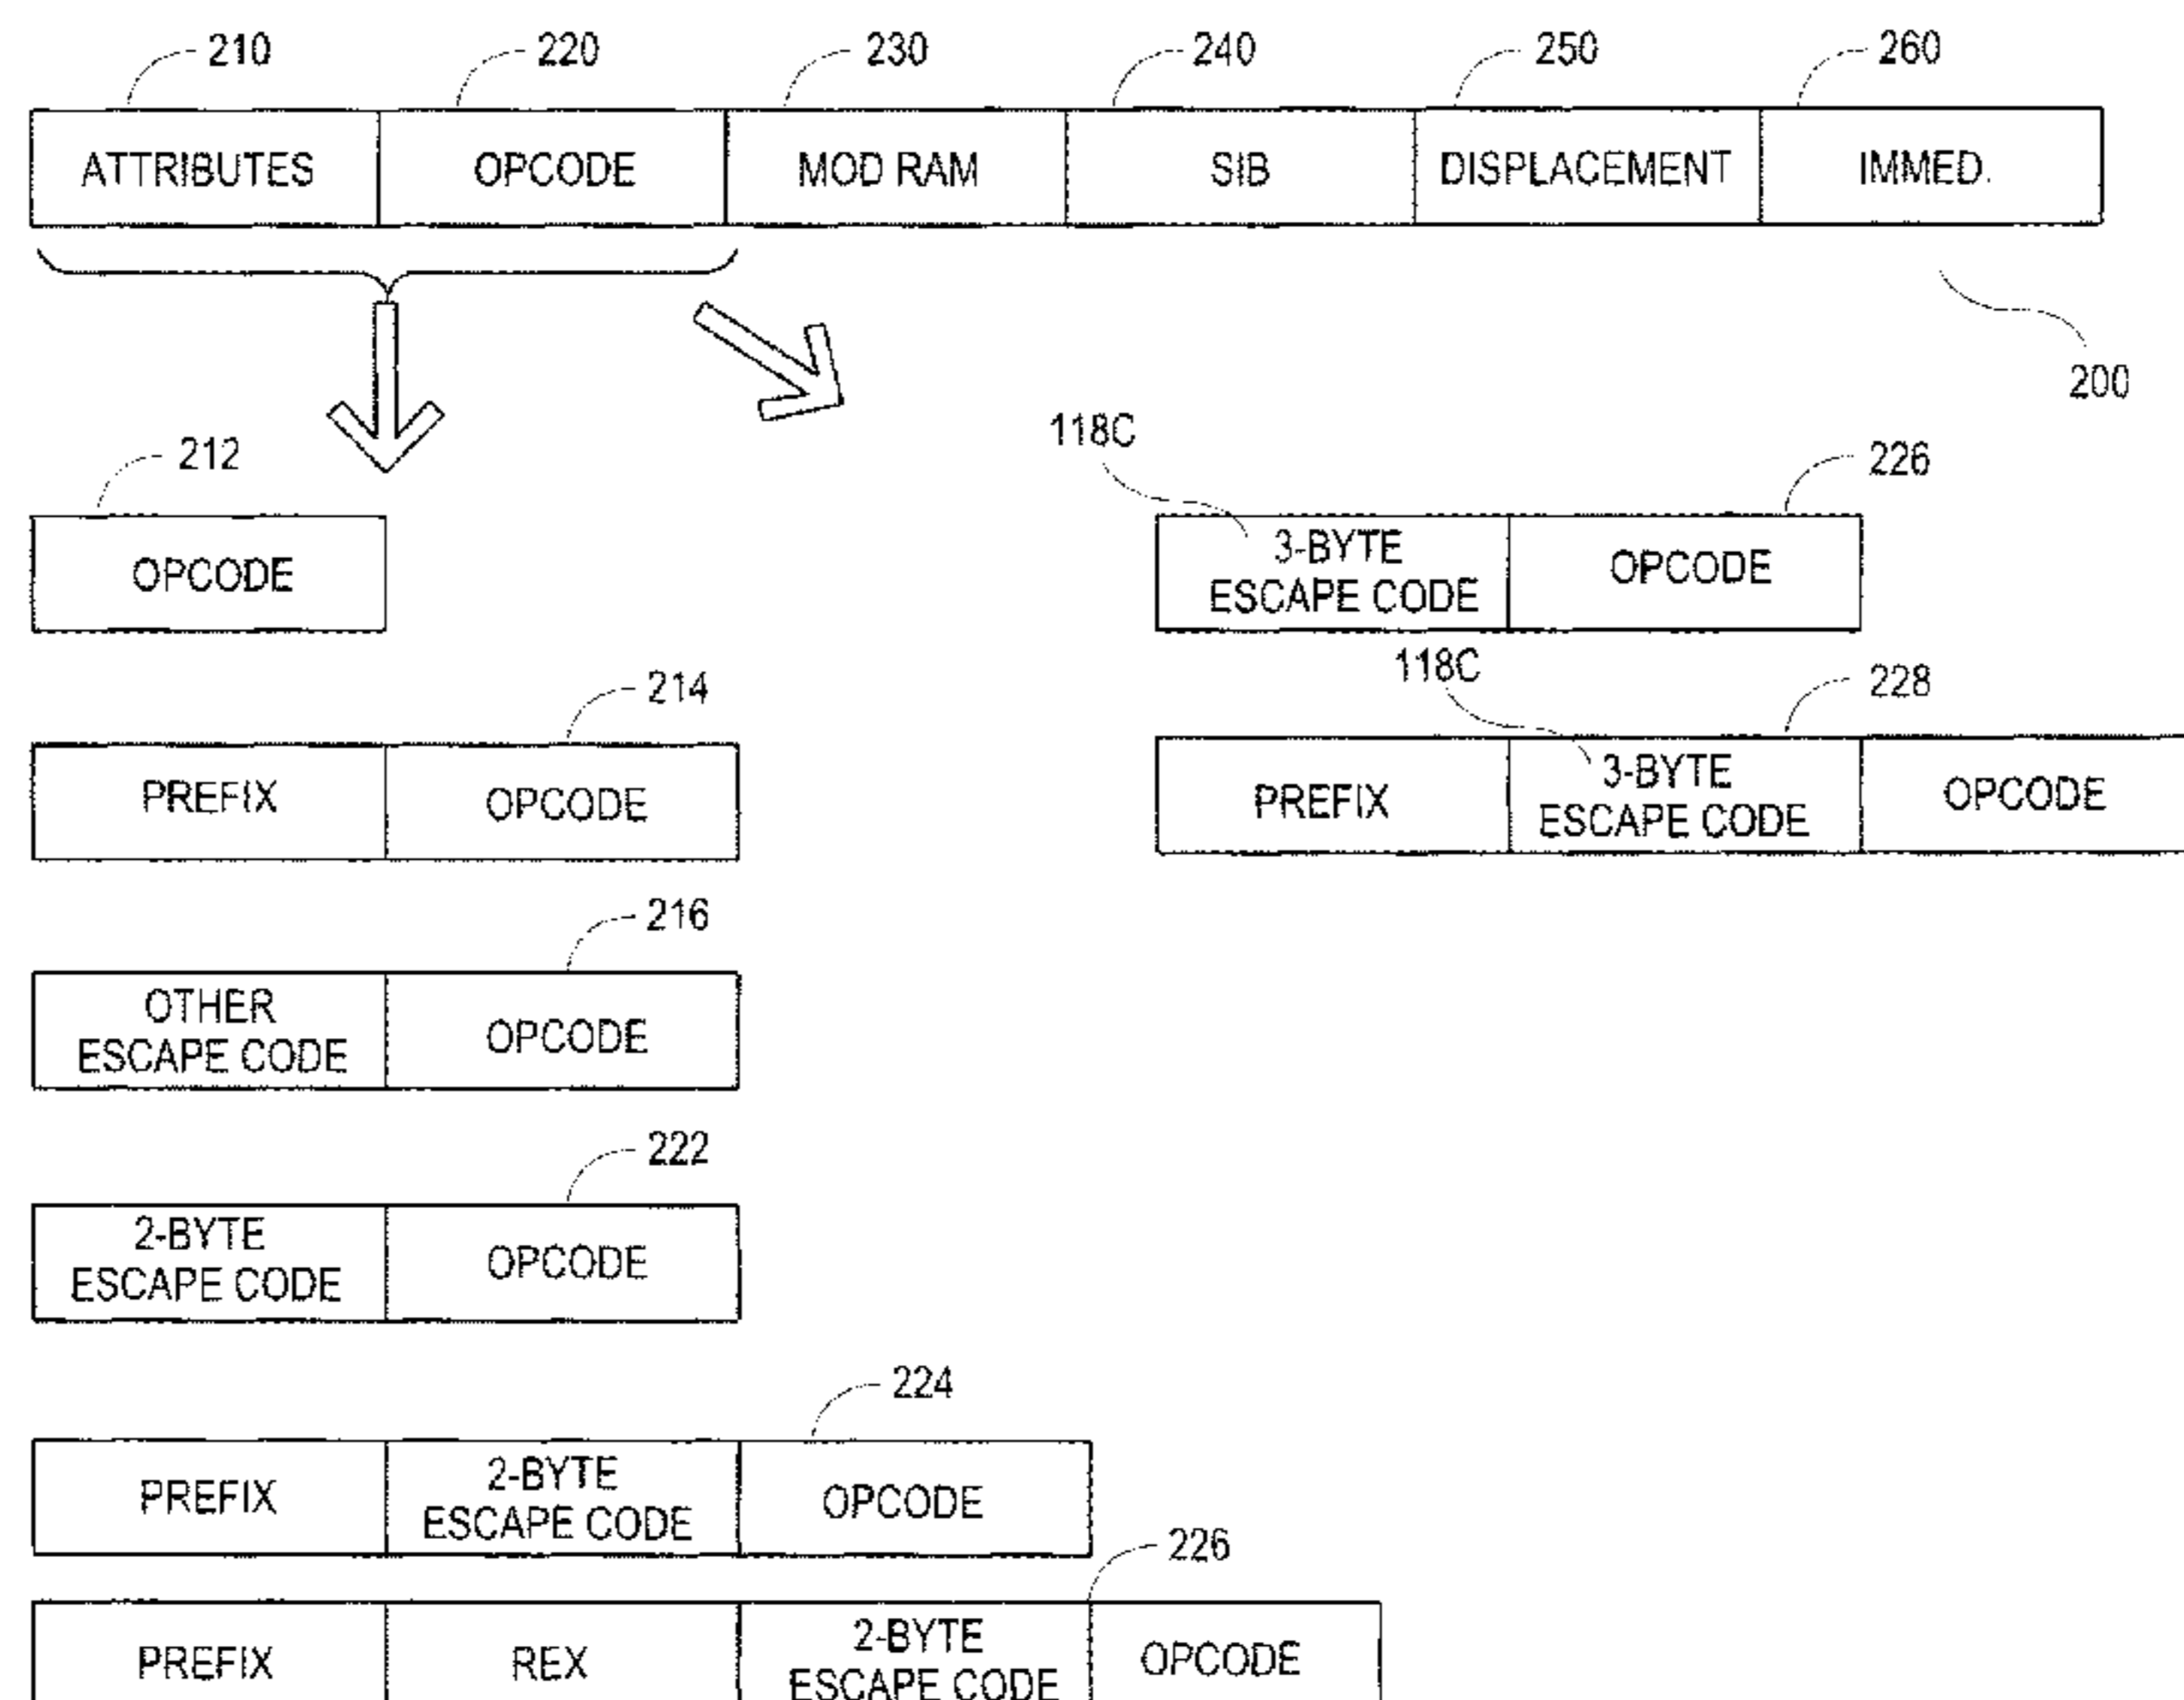 210 220 230 240 250 260
ATTRIBUTES OPCODE MOD RAM SIB DISPLACEMENT IMMED.
200
212
OPCODE
118C 226
3-BYTE
ESCAPE CODE OPCODE
214
PREFIX OPCODE
118C 228
PREFIX 3-BYTE
ESCAPE CODE OPCODE
216
OTHER
ESCAPE CODE OPCODE
222
2-BYTE
ESCAPE CODE OPCODE
224
PREFIX 2-BYTE
ESCAPE CODE OPCODE
226
PREFIX REX 2-BYTE
ESCAPE CODE OPCODE